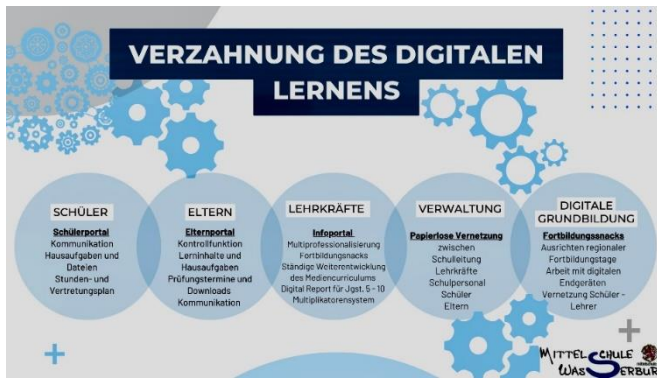 VERZAHNUNG DES DIGITALEN
LERNENS
SCHÜLER
Schülerportal
Kommunikation
Hausaufgaben und
Dateien
Stunden- und
Vertretungsplan
ELTERN
Elternportal
Kontrollfunktion
Lerninhalte und
Hausaufgaben
Prüfungstermine und
Downloads
Kommunikation
LEHRKRÄFTE
Infoportal
Multiprofessionalisierung
Fortbildungsnacks
Ständige Weiterentwicklung
des Mediencurriculums
Digital Report für Jgst. 5 - 10
Multiplikatorensystem
VERWALTUNG
Papierlose Vernetzung
zwischen
Schulleitung
Lehrkräfte
Schulpersonal
Schüler
Eltern
DIGITALE
GRUNDBILDUNG
Fortbildungssnacks
Ausrichten regionaler
Fortbildungstage
Arbeit mit digitalen
Endgeräten
Vernetzung Schüler -
Lehrer
MITTELSCHULE
WASSERBURG